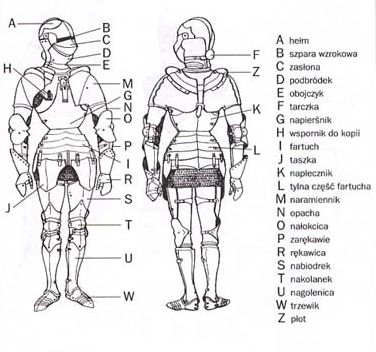 A
B
C
D
E
H
M
G
N
O
P
I
R
J
S
T
U
W
F
Z
K
L
A hełm
B szpara wzrokowa
C zasłona
D podbródek
E obojczyk
F tarczka
G napierśnik
H wspornik do kopii
I fartuch
J taszka
K naplecznik
L tylna część fartucha
M naramiennik
N opacha
O nałokcica
P zarękawie
R rękawica
S nabiodrek
T nakolanek
U nagolenica
W trzewik
Z płot